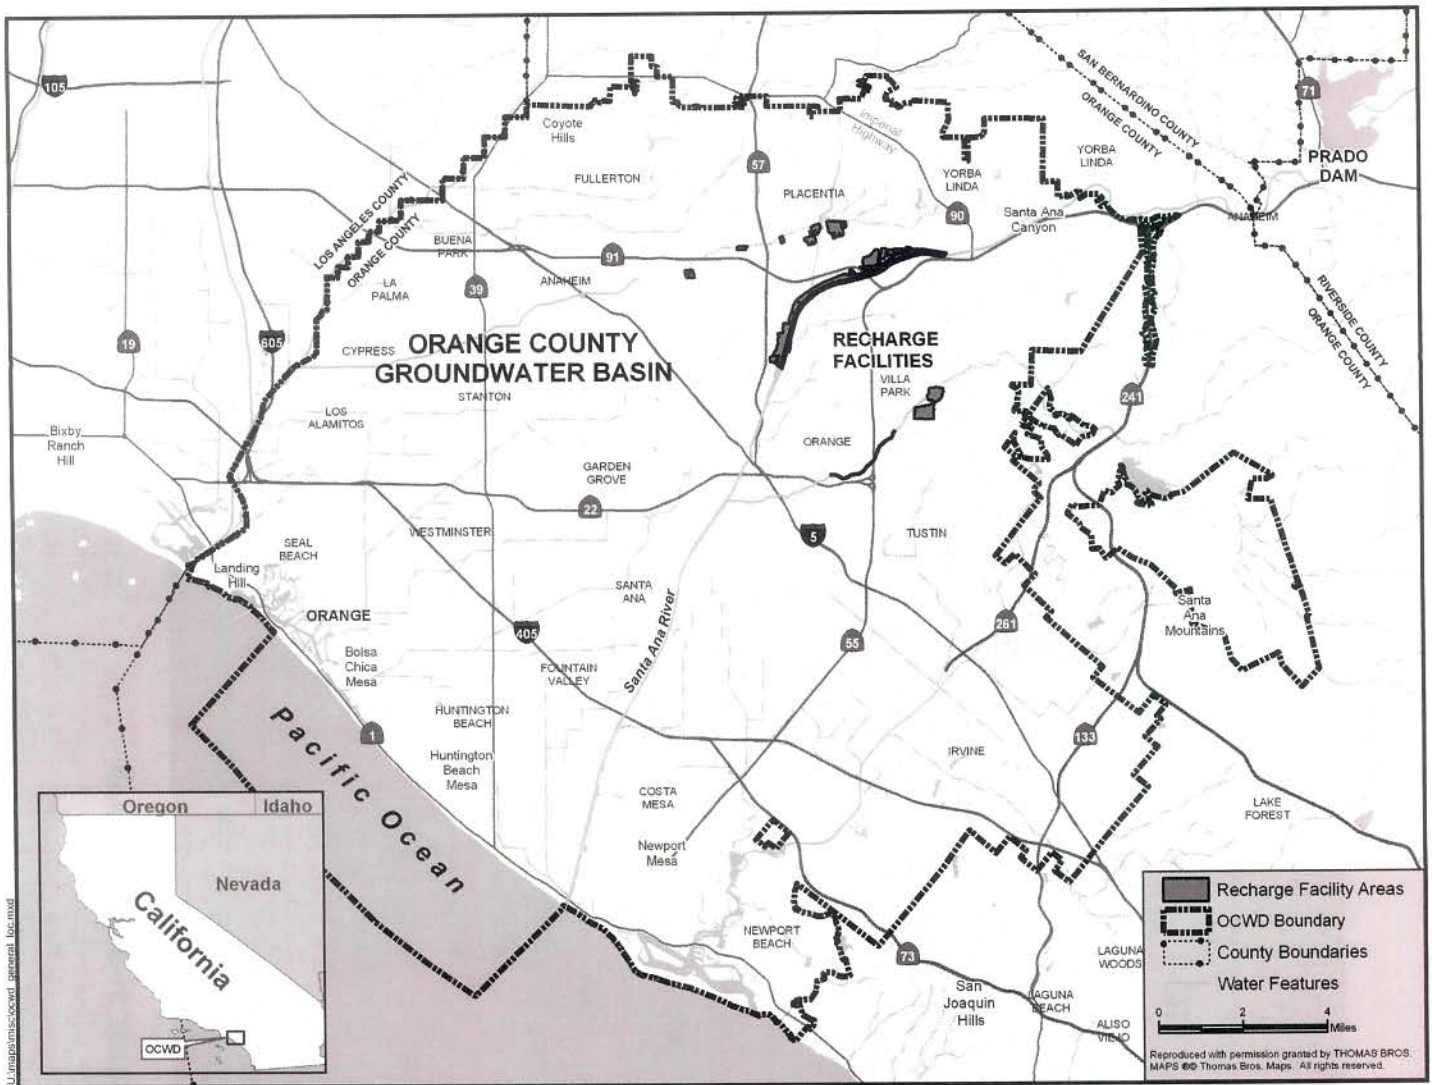 105
Coyote
Hills
Imperial
Highway
SAN BERNARDINO COUNTY
ORANGE COUNTY
71
PRADO
DAM
YORBA
LINDA
57
FULLERTON
PLACENTIA
YORBA
LINDA
90
Santa Ana
Canyon
ANAHEIM
LOS ANGELES COUNTY
ORANGE COUNTY
BUENA
PARK
91
LA
PALMA
39
ANAHEIM
RIVERSIDE COUNTY
ORANGE COUNTY
19
605
CYPRESS
ORANGE COUNTY
GROUNDWATER BASIN
RECHARGE
FACILITIES
VILLA
PARK
STANTON
241
LOS
ALAMITOS
Bixby
Ranch
Hill
ORANGE
GARDEN
GROVE
22
WESTMINSTER
5
TUSTIN
SEAL
BEACH
Landing
Hill
SANTA
ANA
Santa
Ana
Mountains
ORANGE
405
Santa Ana River
55
261
Bolsa
Chica
Mesa
FOUNTAIN
VALLEY
HUNTINGTON
BEACH
1
Pacific Ocean
Huntington
Beach
Mesa
IRVINE
133
COSTA
MESA
LAKE
FOREST
Newport
Mesa
NEWPORT
BEACH
73
San
Joaquin
Hills
LAGUNA
WOODS
LAGUNA
BEACH
ALISO
VIEJO
Oregon
Idaho
Nevada
California
OCWD
Recharge Facility Areas
OCWD Boundary
County Boundaries
Water Features
0 2 4
Miles
Reproduced with permission granted by THOMAS BROS.
MAPS ®© Thomas Bros. Maps. All rights reserved.
U:\maps\misc\ocwd_general_loc.mxd